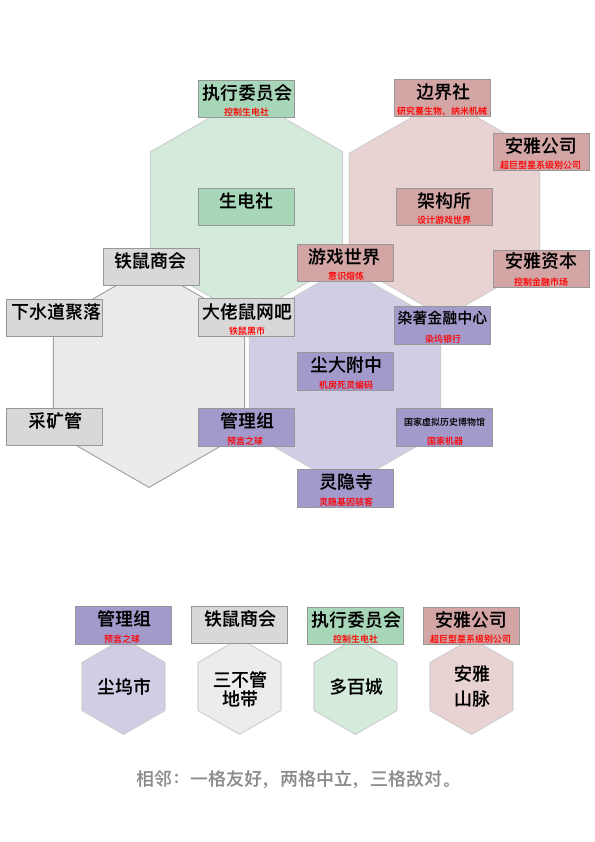 执行委员会
控制生电社
边界社
研究蔓生物，纳米机械
安雅公司
超巨型星系级别公司
生电社
架构所
设计游戏世界
铁鼠商会
游戏世界
意识熔炼
安雅资本
控制金融市场
下水道聚落
大佬鼠网吧
铁鼠黑市
染著金融中心
染坞银行
尘大附中
机房死灵编码
采矿管
管理组
预言之球
国家虚拟历史博物馆
国家机器
灵隐寺
灵隐基因骇客
管理组
预言之球
铁鼠商会
执行委员会
控制生电社
安雅公司
超巨型星系级别公司
尘坞市
三不管
地带
多百城
安雅
山脉
相邻：一格友好，两格中立，三格敌对。